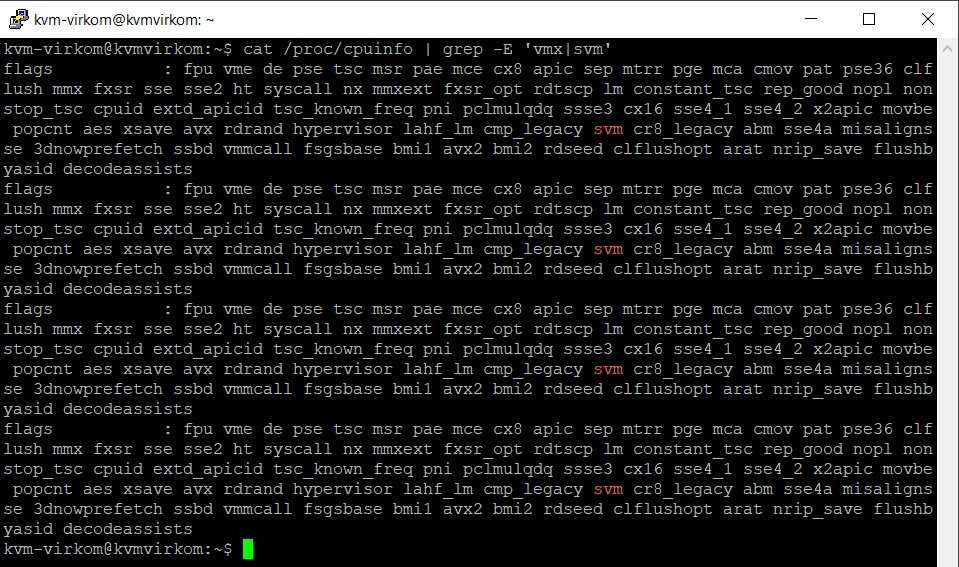 kvm-virkom@kvmvirkom: ~
kvm-virkom@kvmvirkom:~$ cat /proc/cpuinfo | grep -E 'vmx|svm'
flags           : fpu vme de pse tsc msr pae mce cx8 apic sep mtrr pge mca cmov pat pse36 clf
lush mmx fxsr sse sse2 ht syscall nx mmxext fxsr_opt rdtscp lm constant_tsc rep_good nopl non
stop_tsc cpuid extd_apicid tsc_known_freq pni pclmulqdq ssse3 cx16 sse4_1 sse4_2 x2apic movbe
 popcnt aes xsave avx rdrand hypervisor lahf_lm cmp_legacy svm cr8_legacy abm sse4a misaligns
se 3dnowprefetch ssbd vmmcall fsgsbase bmi1 avx2 bmi2 rdseed clflushopt arat nrip_save flushb
yasid decodeassists
flags           : fpu vme de pse tsc msr pae mce cx8 apic sep mtrr pge mca cmov pat pse36 clf
lush mmx fxsr sse sse2 ht syscall nx mmxext fxsr_opt rdtscp lm constant_tsc rep_good nopl non
stop_tsc cpuid extd_apicid tsc_known_freq pni pclmulqdq ssse3 cx16 sse4_1 sse4_2 x2apic movbe
 popcnt aes xsave avx rdrand hypervisor lahf_lm cmp_legacy svm cr8_legacy abm sse4a misaligns
se 3dnowprefetch ssbd vmmcall fsgsbase bmi1 avx2 bmi2 rdseed clflushopt arat nrip_save flushb
yasid decodeassists
flags           : fpu vme de pse tsc msr pae mce cx8 apic sep mtrr pge mca cmov pat pse36 clf
lush mmx fxsr sse sse2 ht syscall nx mmxext fxsr_opt rdtscp lm constant_tsc rep_good nopl non
stop_tsc cpuid extd_apicid tsc_known_freq pni pclmulqdq ssse3 cx16 sse4_1 sse4_2 x2apic movbe
 popcnt aes xsave avx rdrand hypervisor lahf_lm cmp_legacy svm cr8_legacy abm sse4a misaligns
se 3dnowprefetch ssbd vmmcall fsgsbase bmi1 avx2 bmi2 rdseed clflushopt arat nrip_save flushb
yasid decodeassists
flags           : fpu vme de pse tsc msr pae mce cx8 apic sep mtrr pge mca cmov pat pse36 clf
lush mmx fxsr sse sse2 ht syscall nx mmxext fxsr_opt rdtscp lm constant_tsc rep_good nopl non
stop_tsc cpuid extd_apicid tsc_known_freq pni pclmulqdq ssse3 cx16 sse4_1 sse4_2 x2apic movbe
 popcnt aes xsave avx rdrand hypervisor lahf_lm cmp_legacy svm cr8_legacy abm sse4a misaligns
se 3dnowprefetch ssbd vmmcall fsgsbase bmi1 avx2 bmi2 rdseed clflushopt arat nrip_save flushb
yasid decodeassists
kvm-virkom@kvmvirkom:~$